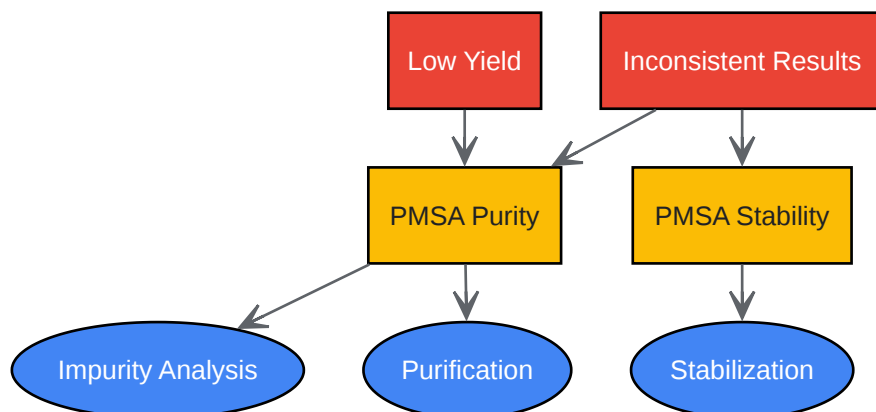 Low Yield
Inconsistent Results
PMSA Purity
PMSA Stability
Impurity Analysis
Purification
Stabilization